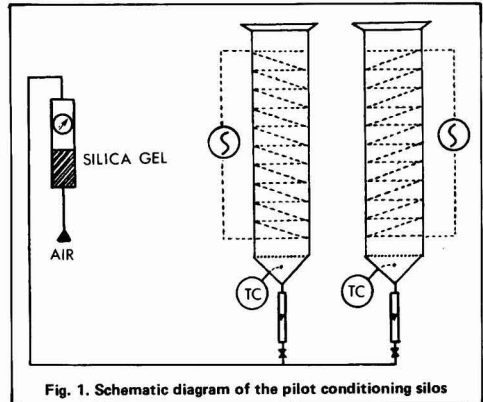 SILICA GEL
AIR
TC
TC
Fig. 1. Schematic diagram of the pilot conditioning silos